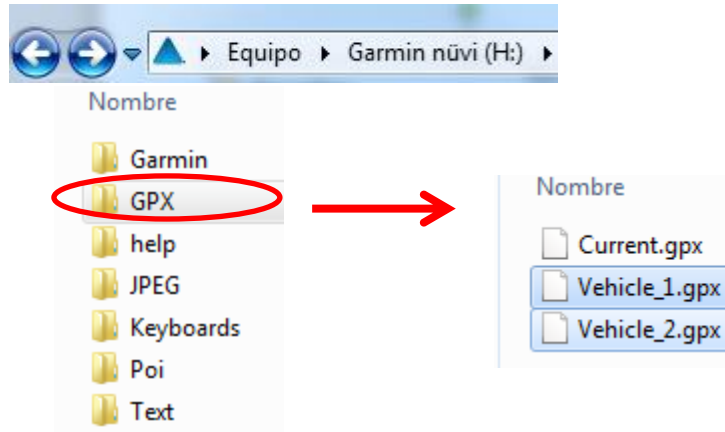 Equipo Garmin nüvi (H:)
Nombre
Garmin
GPX
help
JPEG
Keyboards
Poi
Text
Nombre
Current.gpx
Vehicle_1.gpx
Vehicle_2.gpx